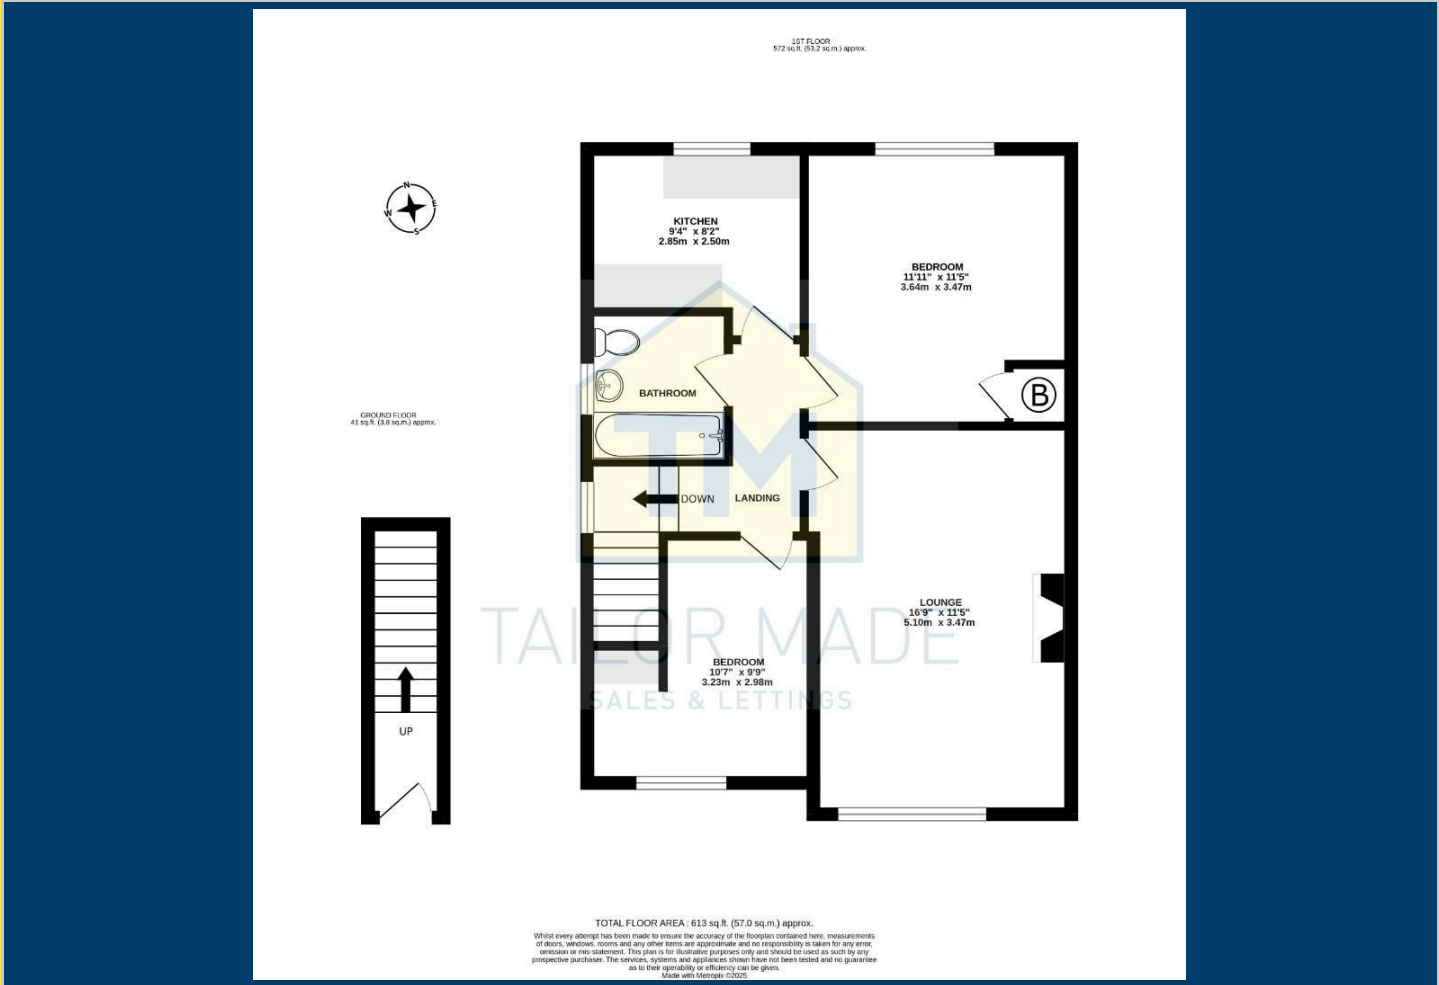 1ST FLOOR
572 sq.ft. (53.2 sq.m.) approx.
N
W
E
S
KITCHEN
9'4" x 8'2"
2.85m x 2.50m
BEDROOM
11'11" x 11'5"
3.64m x 3.47m
BATHROOM
B
GROUND FLOOR
41 sq.ft. (3.8 sq.m.) approx.
TM
DOWN
LANDING
LOUNGE
16'9" x 11'5"
5.10m x 3.47m
TAILOR MADE
BEDROOM
10'7" x 9'9"
3.23m x 2.98m
SALES & LETTINGS
UP
TOTAL FLOOR AREA : 613 sq.ft. (57.0 sq.m.) approx.
Whilst every attempt has been made to ensure the accuracy of the floorplan contained here, measurements
of doors, windows, rooms and any other items are approximate and no responsibility is taken for any error,
omission or mis-statement. This plan is for illustrative purposes only and should be used as such by any
prospective purchaser. The services, systems and appliances shown have not been tested and no guarantee
as to their operability or efficiency can be given.
Made with Metropix ©2025